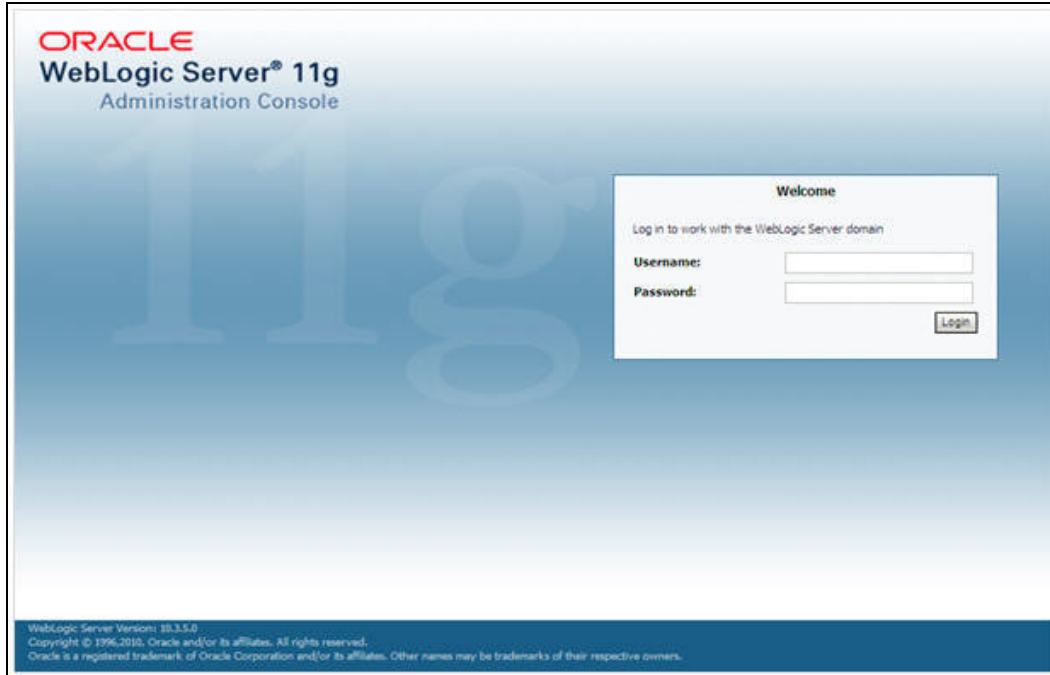 ORACLE
WebLogic Server® 11g
Administration Console
11g
Welcome
Log in to work with the WebLogic Server domain
Username:
Password:
Login
WebLogic Server Version: 10.3.5.0
Copyright © 1996,2010, Oracle and/or its affiliates. All rights reserved.
Oracle is a registered trademark of Oracle Corporation and/or its affiliates. Other names may be trademarks of their respective owners.